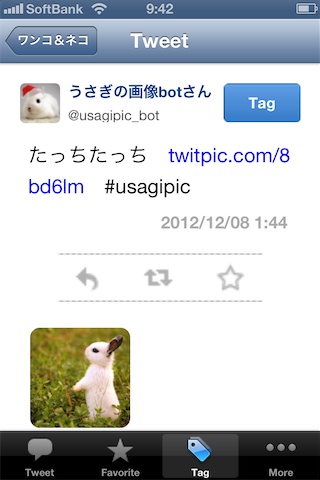 SoftBank 9:42
ワンコ＆ネコ Tweet
うさぎの画像botさん
@usagipic_bot
Tag
たっちたっち　twitpic.com/8
bd6lm　#usagipic
2012/12/08 1:44
Tweet Favorite Tag More